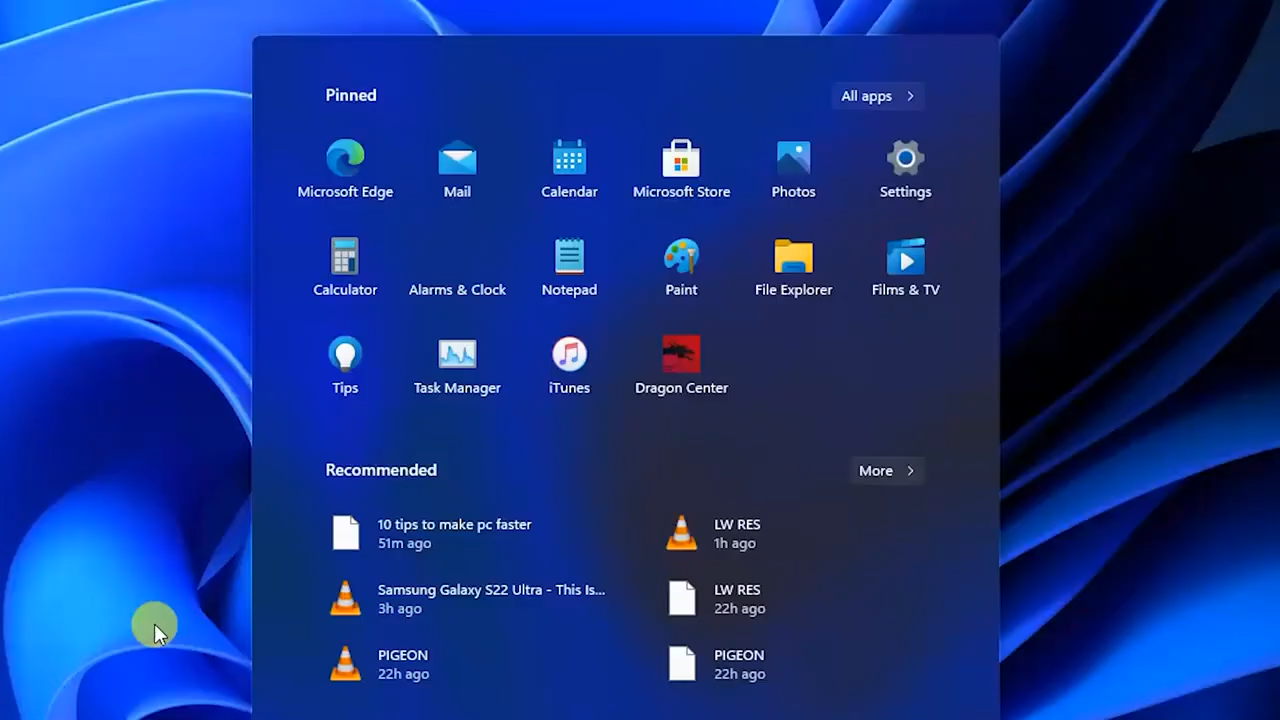 Pinned
All apps
Microsoft Edge
Mail
Calendar
Microsoft Store
Photos
Settings
Calculator
Alarms & Clock
Notepad
Paint
File Explorer
Films & TV
Tips
Task Manager
iTunes
Dragon Center
Recommended
More
10 tips to make pc faster
51m ago
LW RES
1h ago
Samsung Galaxy S22 Ultra - This Is...
3h ago
LW RES
22h ago
PIGEON
22h ago
PIGEON
22h ago